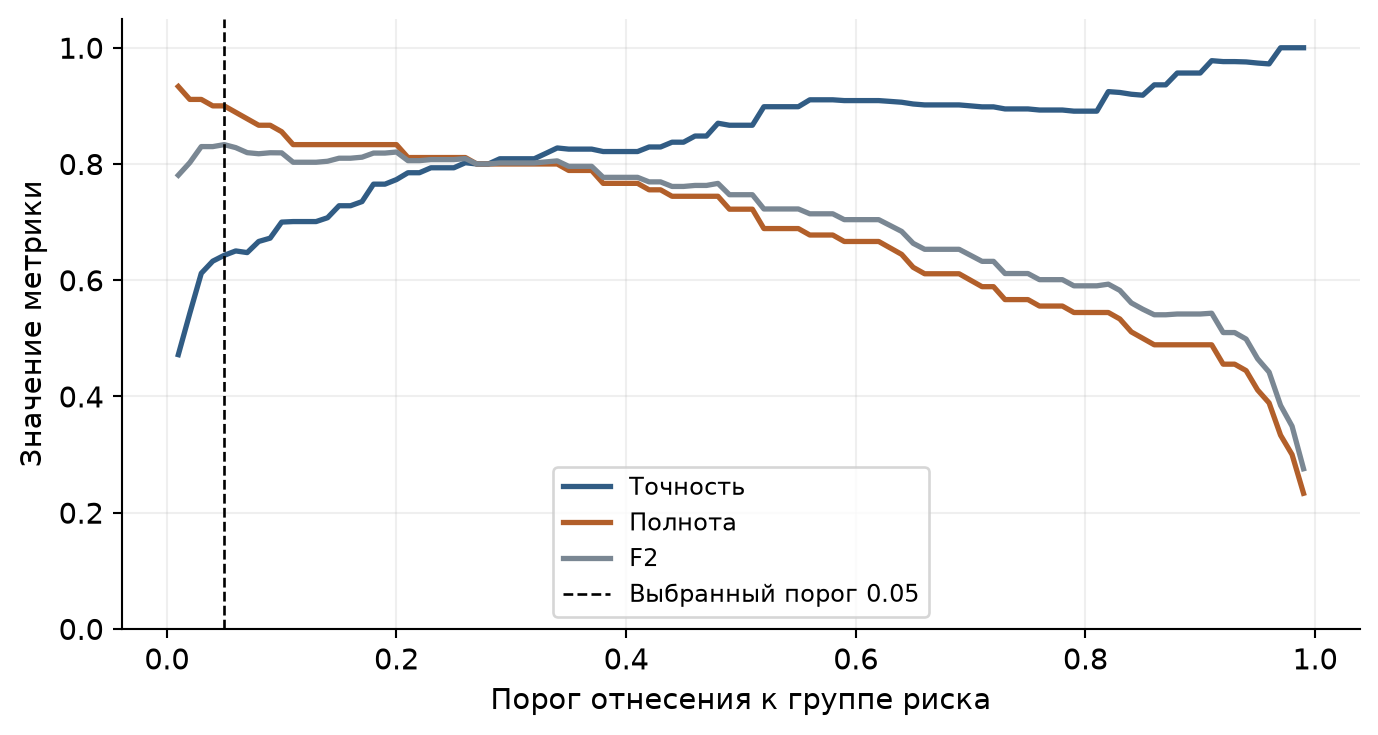 Значение метрики
1.0
0.8
0.6
0.4
0.2
0.0
Точность
Полнота
F2
Выбранный порог 0.05
0.0 0.2 0.4 0.6 0.8 1.0
Порог отнесения к группе риска